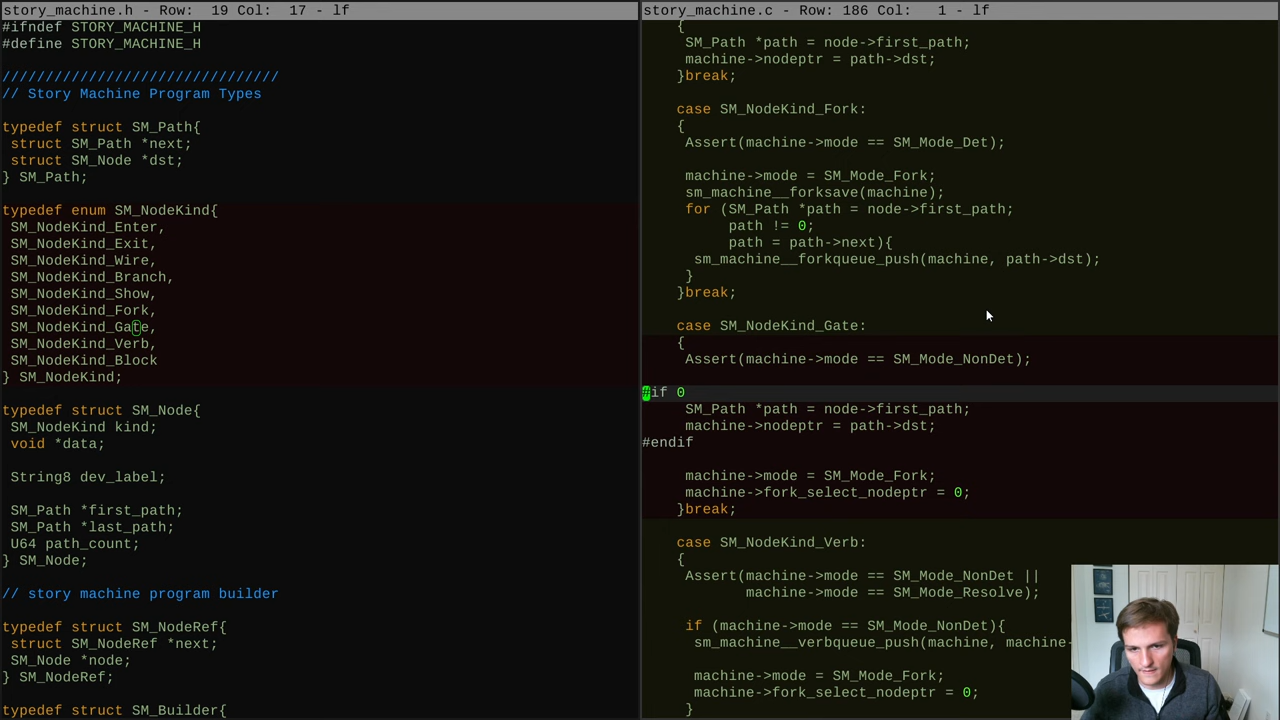 story_machine.h - Row:  19 Col:  17 - lf
#ifndef STORY_MACHINE_H
#define STORY_MACHINE_H
////////////////////////////////
// Story Machine Program Types
typedef struct SM_Path{
 struct SM_Path *next;
 struct SM_Node *dst;
} SM_Path;
typedef enum SM_NodeKind{
 SM_NodeKind_Enter,
 SM_NodeKind_Exit,
 SM_NodeKind_Wire,
 SM_NodeKind_Branch,
 SM_NodeKind_Show,
 SM_NodeKind_Fork,
 SM_NodeKind_Gate,
 SM_NodeKind_Verb,
 SM_NodeKind_Block
} SM_NodeKind;
typedef struct SM_Node{
 SM_NodeKind kind;
 void *data;
 String8 dev_label;
 SM_Path *first_path;
 SM_Path *last_path;
 U64 path_count;
} SM_Node;
// story machine program builder
typedef struct SM_NodeRef{
 struct SM_NodeRef *next;
 SM_Node *node;
} SM_NodeRef;
typedef struct SM_Builder{
story_machine.c - Row: 186 Col:   1 - lf
    {
     SM_Path *path = node->first_path;
     machine->nodeptr = path->dst;
    }break;
    case SM_NodeKind_Fork:
    {
     Assert(machine->mode == SM_Mode_Det);
     machine->mode = SM_Mode_Fork;
     sm_machine__forksave(machine);
     for (SM_Path *path = node->first_path;
          path != 0;
          path = path->next){
      sm_machine__forkqueue_push(machine, path->dst);
     }
    }break;
    case SM_NodeKind_Gate:
    {
     Assert(machine->mode == SM_Mode_NonDet);
#if 0
     SM_Path *path = node->first_path;
     machine->nodeptr = path->dst;
#endif
     machine->mode = SM_Mode_Fork;
     machine->fork_select_nodeptr = 0;
    }break;
    case SM_NodeKind_Verb:
    {
     Assert(machine->mode == SM_Mode_NonDet ||
            machine->mode == SM_Mode_Resolve);
     if (machine->mode == SM_Mode_NonDet){
      sm_machine__verbqueue_push(machine, machine-
      machine->mode = SM_Mode_Fork;
      machine->fork_select_nodeptr = 0;
     }